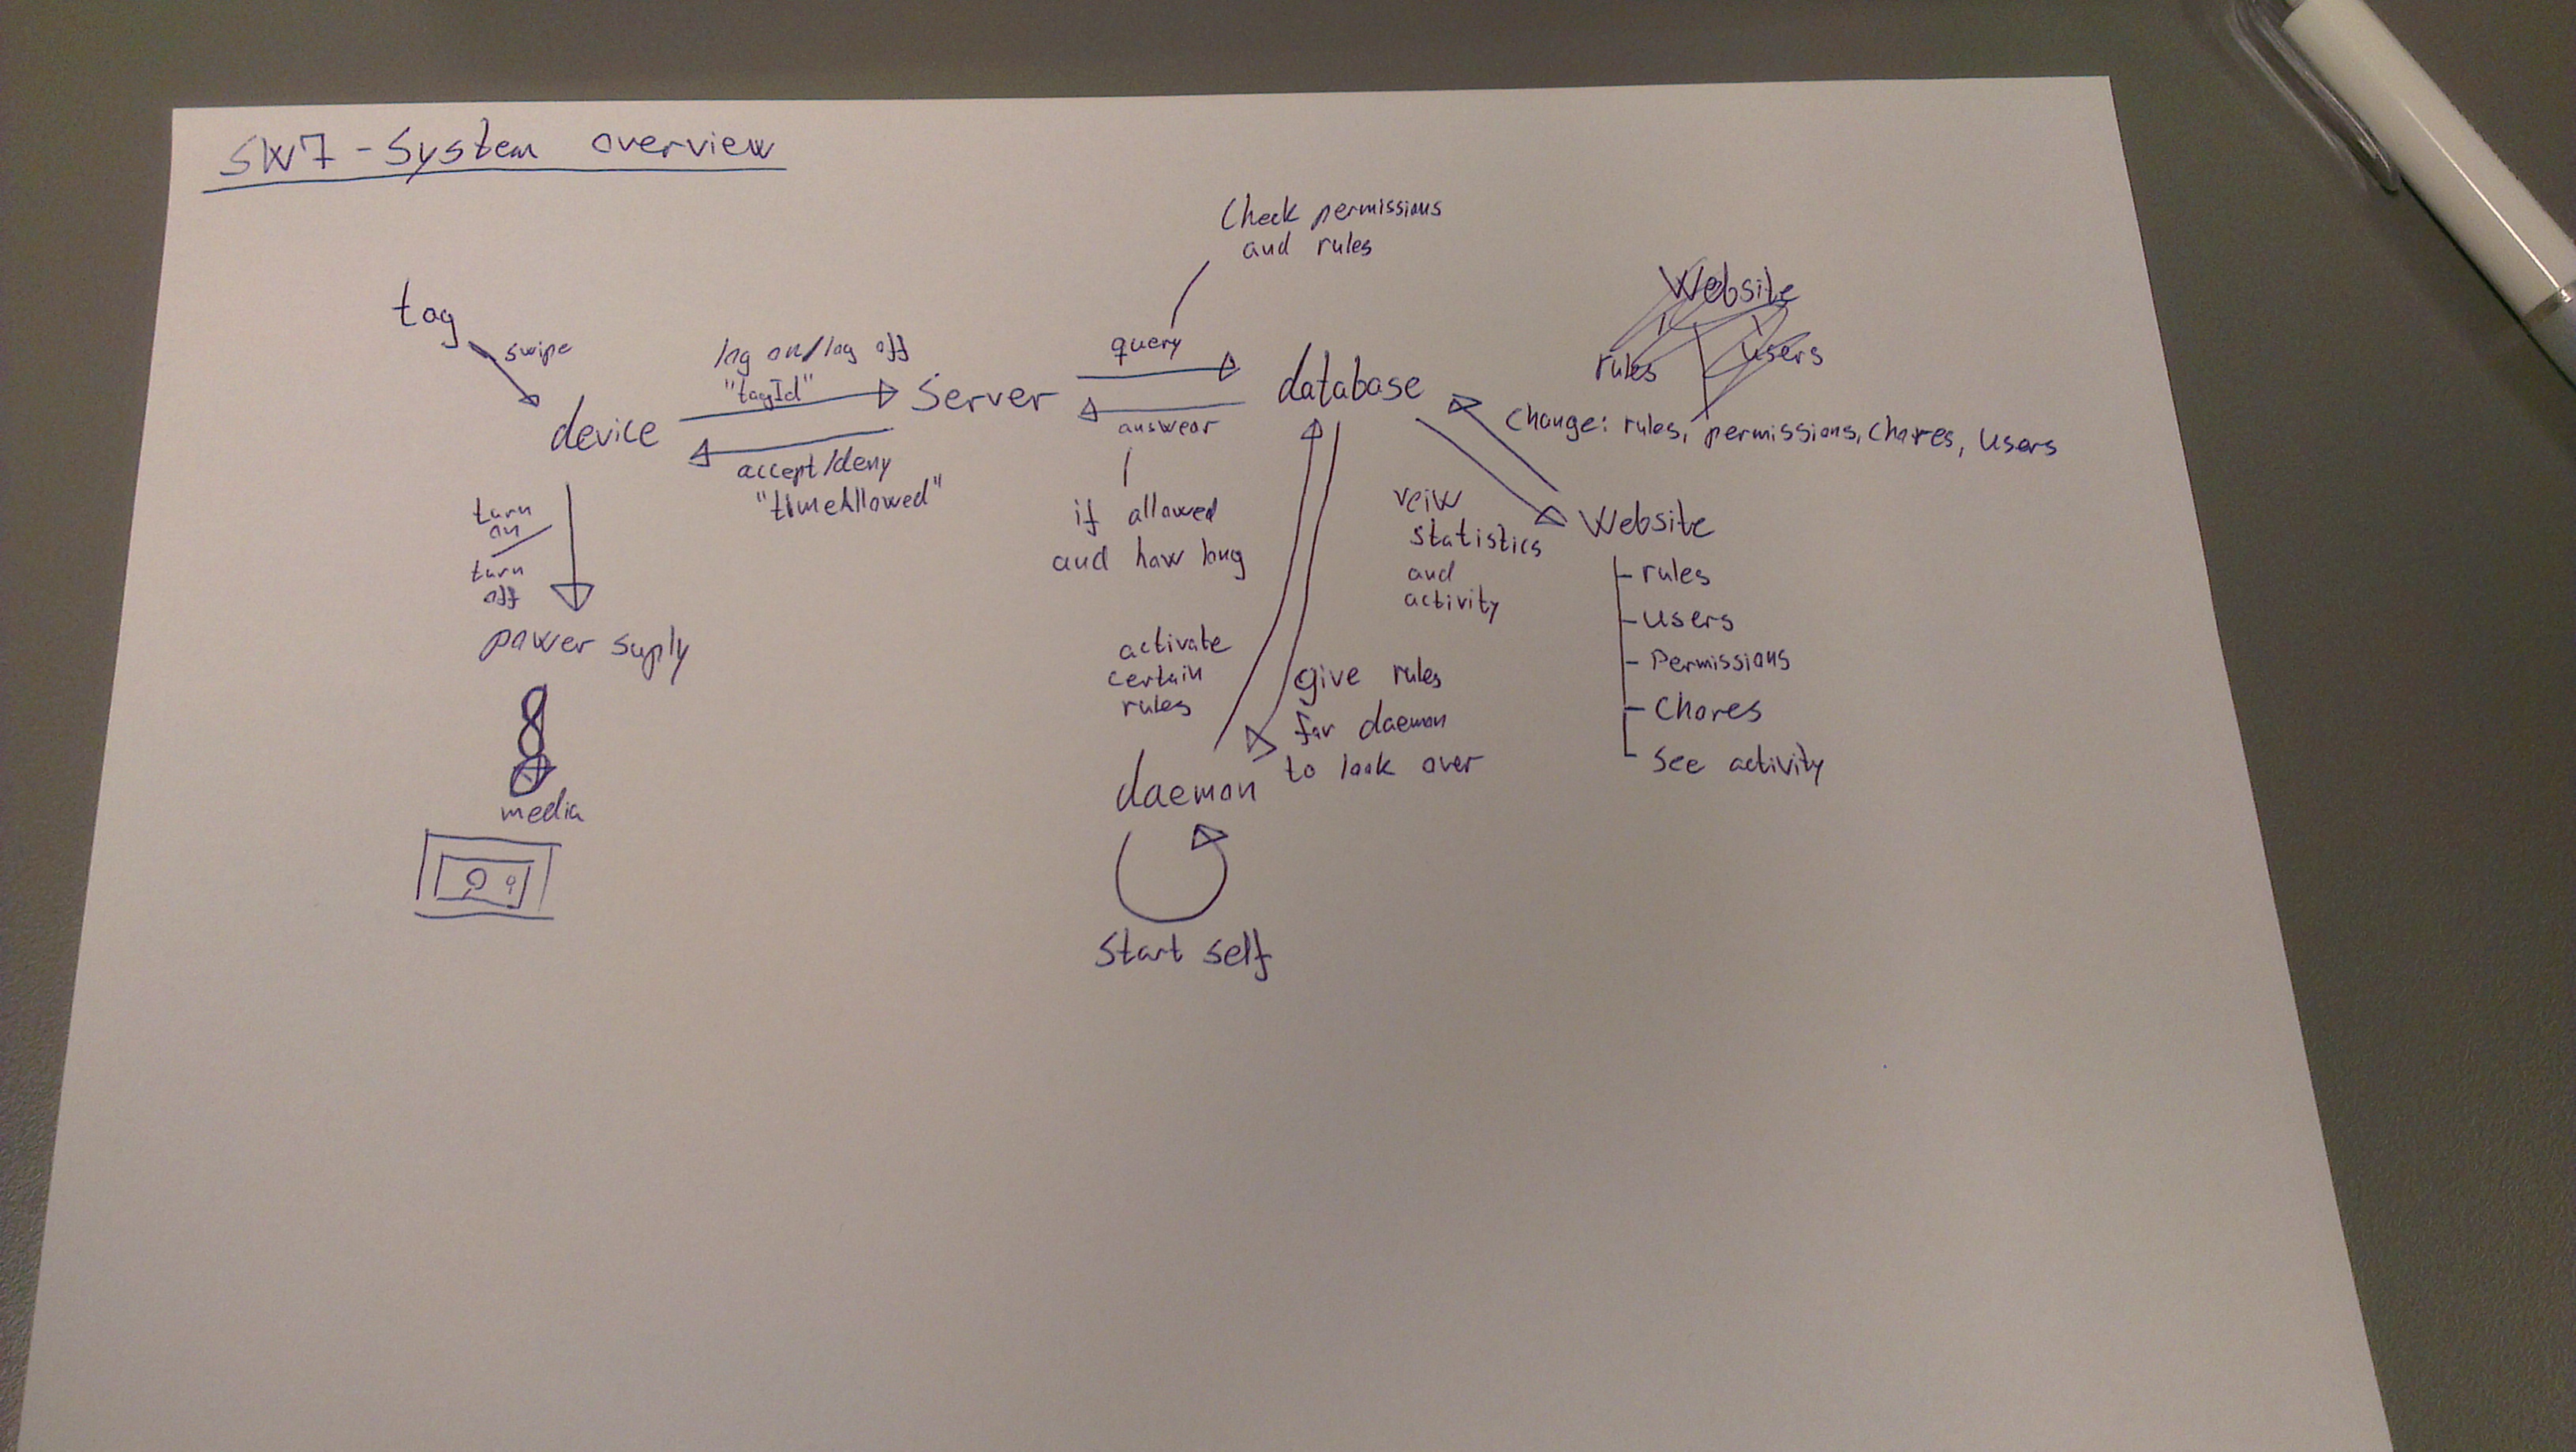 SW7 - System overview
Check permissions
and rules
tag
swipe
log on/log off
"tagId"
device
Server
accept/deny
"timeAllowed"
query
database
answear
if allowed
and how long
Website
rules
users
Change: rules, permissions, Chores, users
veiw
statistics
and
activity
Website
rules
users
Permissions
Chores
See activity
turn
on
turn
off
power suply
media
activate
certain
rules
give rules
for daemon
to look over
daemon
Start self